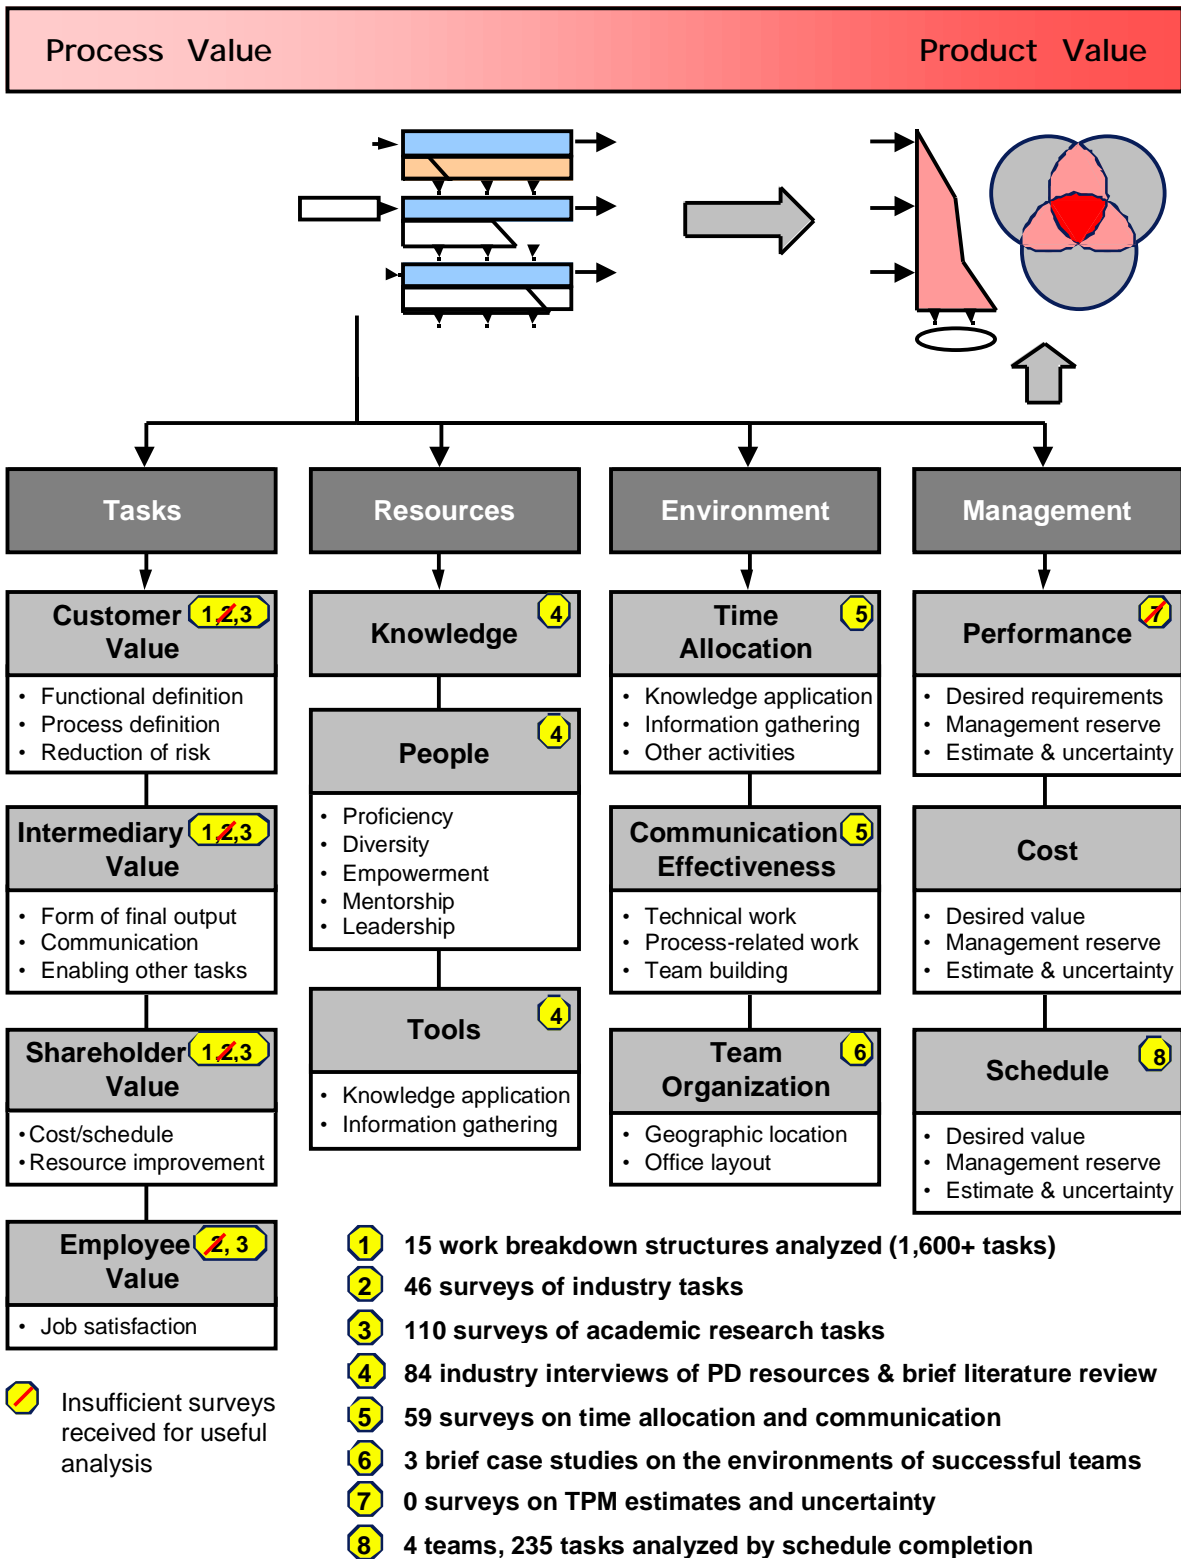 Process Value
Product Value
Tasks
Resources
Environment
Management
Customer
Value
1,2,3
• Functional definition
• Process definition
• Reduction of risk
Intermediary
Value
1,2,3
• Form of final output
• Communication
• Enabling other tasks
Shareholder
Value
1,2,3
• Cost/schedule
• Resource improvement
Employee
Value
2, 3
• Job satisfaction
Knowledge
4
People
4
• Proficiency
• Diversity
• Empowerment
• Mentorship
• Leadership
Tools
4
• Knowledge application
• Information gathering
Time
Allocation
5
• Knowledge application
• Information gathering
• Other activities
Communication
Effectiveness
5
• Technical work
• Process-related work
• Team building
Team
Organization
6
• Geographic location
• Office layout
Performance
7
• Desired requirements
• Management reserve
• Estimate & uncertainty
Cost
• Desired value
• Management reserve
• Estimate & uncertainty
Schedule
8
• Desired value
• Management reserve
• Estimate & uncertainty
1 15 work breakdown structures analyzed (1,600+ tasks)
2 46 surveys of industry tasks
3 110 surveys of academic research tasks
4 84 industry interviews of PD resources & brief literature review
5 59 surveys on time allocation and communication
6 3 brief case studies on the environments of successful teams
7 0 surveys on TPM estimates and uncertainty
8 4 teams, 235 tasks analyzed by schedule completion
Insufficient surveys
received for useful
analysis